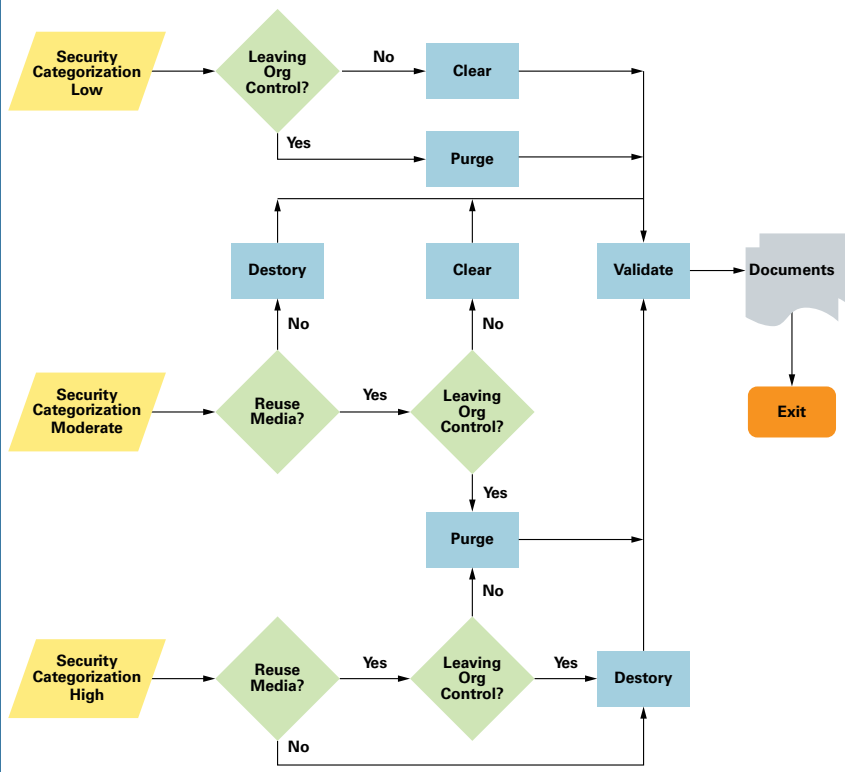 Security
Categorization
Low
Leaving
Org
Control?
No
Clear
Yes
Purge
Destory
Clear
Validate
Documents
No
No
Security
Categorization
Moderate
Reuse
Media?
Yes
Leaving
Org
Control?
Exit
Yes
Purge
No
Security
Categorization
High
Reuse
Media?
Yes
Leaving
Org
Control?
Yes
Destory
No